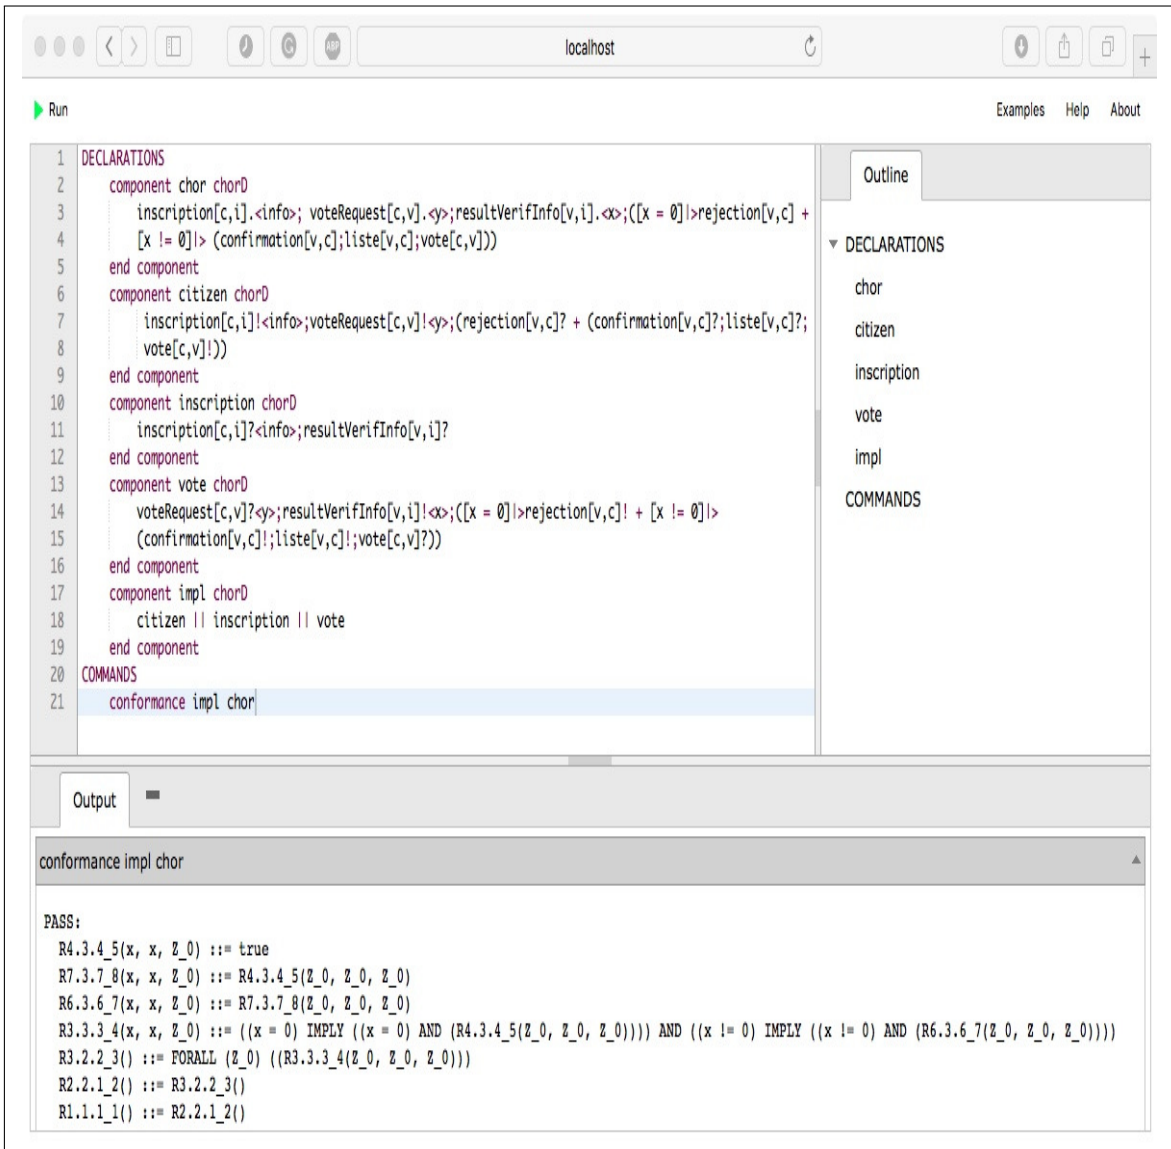 localhost
Run
Examples Help About
1 DECLARATIONS
2 component chor chorD
3 inscription[c,i].<info>; voteRequest[c,v].<y>;resultVerifInfo[v,i].<x>;([x = 0]|>rejection[v,c] +
4 [x != 0]|> (confirmation[v,c];liste[v,c];vote[c,v]))
5 end component
6 component citizen chorD
7 inscription[c,i]!<info>;voteRequest[c,v]!<y>;(rejection[v,c]? + (confirmation[v,c]?;liste[v,c]?;
8 vote[c,v]!))
9 end component
10 component inscription chorD
11 inscription[c,i]?<info>;resultVerifInfo[v,i]?
12 end component
13 component vote chorD
14 voteRequest[c,v]?<y>;resultVerifInfo[v,i]!<x>;([x = 0]|>rejection[v,c]! + [x != 0]|>
15 (confirmation[v,c]!;liste[v,c]!;vote[c,v]?))
16 end component
17 component impl chorD
18 citizen || inscription || vote
19 end component
20 COMMANDS
21 conformance impl chor
Outline
DECLARATIONS
chor
citizen
inscription
vote
impl
COMMANDS
Output
conformance impl chor
PASS:
R4.3.4_5(x, x, Z_0) ::= true
R7.3.7_8(x, x, Z_0) ::= R4.3.4_5(Z_0, Z_0, Z_0)
R6.3.6_7(x, x, Z_0) ::= R7.3.7_8(Z_0, Z_0, Z_0)
R3.3.3_4(x, x, Z_0) ::= ((x = 0) IMPLY ((x = 0) AND (R4.3.4_5(Z_0, Z_0, Z_0)))) AND ((x != 0) IMPLY ((x != 0) AND (R6.3.6_7(Z_0, Z_0, Z_0))))
R3.2.2_3() ::= FORALL (Z_0) ((R3.3.3_4(Z_0, Z_0, Z_0)))
R2.2.1_2() ::= R3.2.2_3()
R1.1.1_1() ::= R2.2.1_2()